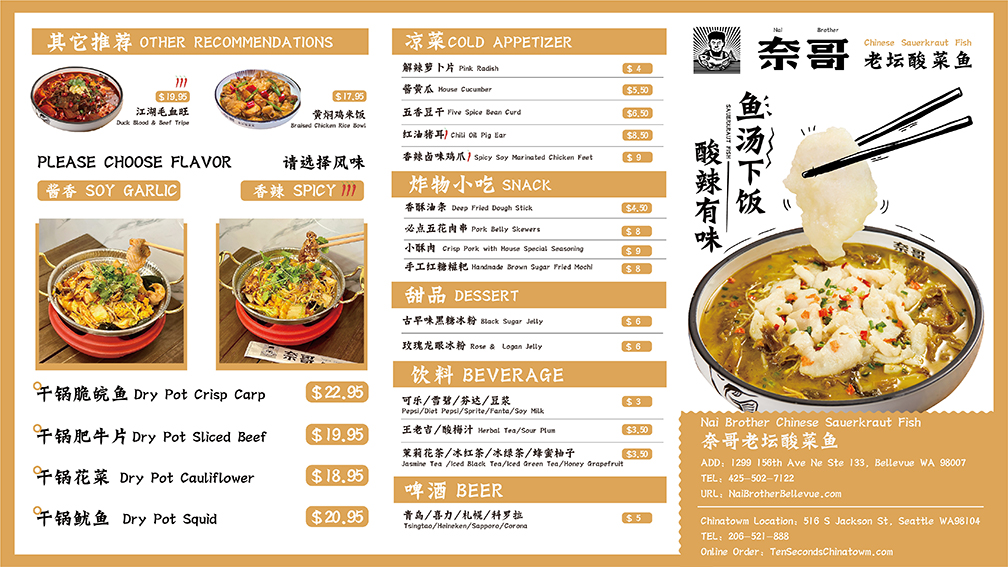 其它推荐 OTHER RECOMMENDATIONS
$19,95
江湖毛血旺
Duck Blood & Beef Tripe
$17,95
黄焖鸡米饭
Braised Chicken Rice Bowl
PLEASE CHOOSE FLAVOR 请选择风味
酱香 SOY GARLIC
香辣 SPICY
奈哥
干锅脆皖鱼 Dry Pot Crisp Carp $22.95
干锅肥牛片 Dry Pot Sliced Beef $19.95
干锅花菜 Dry Pot Cauliflower $18.95
干锅鱿鱼 Dry Pot Squid $20.95
凉菜COLD APPETIZER
解辣萝卜片 Pink Radish $ 4
酱黄瓜 House Cucumber $5,50
五香豆干 Five Spice Bean Curd $6,50
红油猪耳 Chili Oil Pig Ear $8,50
香辣卤味鸡爪 Spicy Soy Marinated Chicken Feet $ 9
炸物小吃 SNACK
香酥油条 Deep Fried Dough Stick $4,50
必点五花肉串 Pork Belly Skewers $ 8
小酥肉 Crisp Pork with House Special Seasoning $ 9
手工红糖糍粑 Handmade Brown Sugar Fried Mochi $ 8
甜品 DESSERT
古早味黑糖冰粉 Black Sugar Jelly $ 6
玫瑰龙眼冰粉 Rose & Logan Jelly $ 6
饮料 BEVERAGE
可乐/雪碧/芬达/豆浆 $ 3
Pepsi/Diet Pepsi/Sprite/Fanta/Soy Milk
王老吉/酸梅汁 Herbal Tea/Sour Plum $3,50
茉莉花茶/冰红茶/冰绿茶/蜂蜜柚子 $3,50
Jasmine Tea /Iced Black Tea/Iced Green Tea/Honey Grapefruit
啤酒 BEER
青岛/喜力/札幌/科罗拉 $ 5
Tsingtao/Heineken/Sapporo/Corona
Nai Brother
奈哥
Chinese Sauerkraut Fish
老坛酸菜鱼
鱼汤下饭
SAUERKRAUT FISH
酸辣有味
奈哥
Nai Brother Chinese Sauerkraut Fish
奈哥老坛酸菜鱼
ADD：1299 156th Ave Ne Ste 133, Bellevue WA 98007
TEL：425-502-7122
URL：NaiBrotherBellevue.com
Chinatowm Location：516 S Jackson St, Seattle WA98104
TEL：206-521-888
Online Order：TenSecondsChinatowm.com